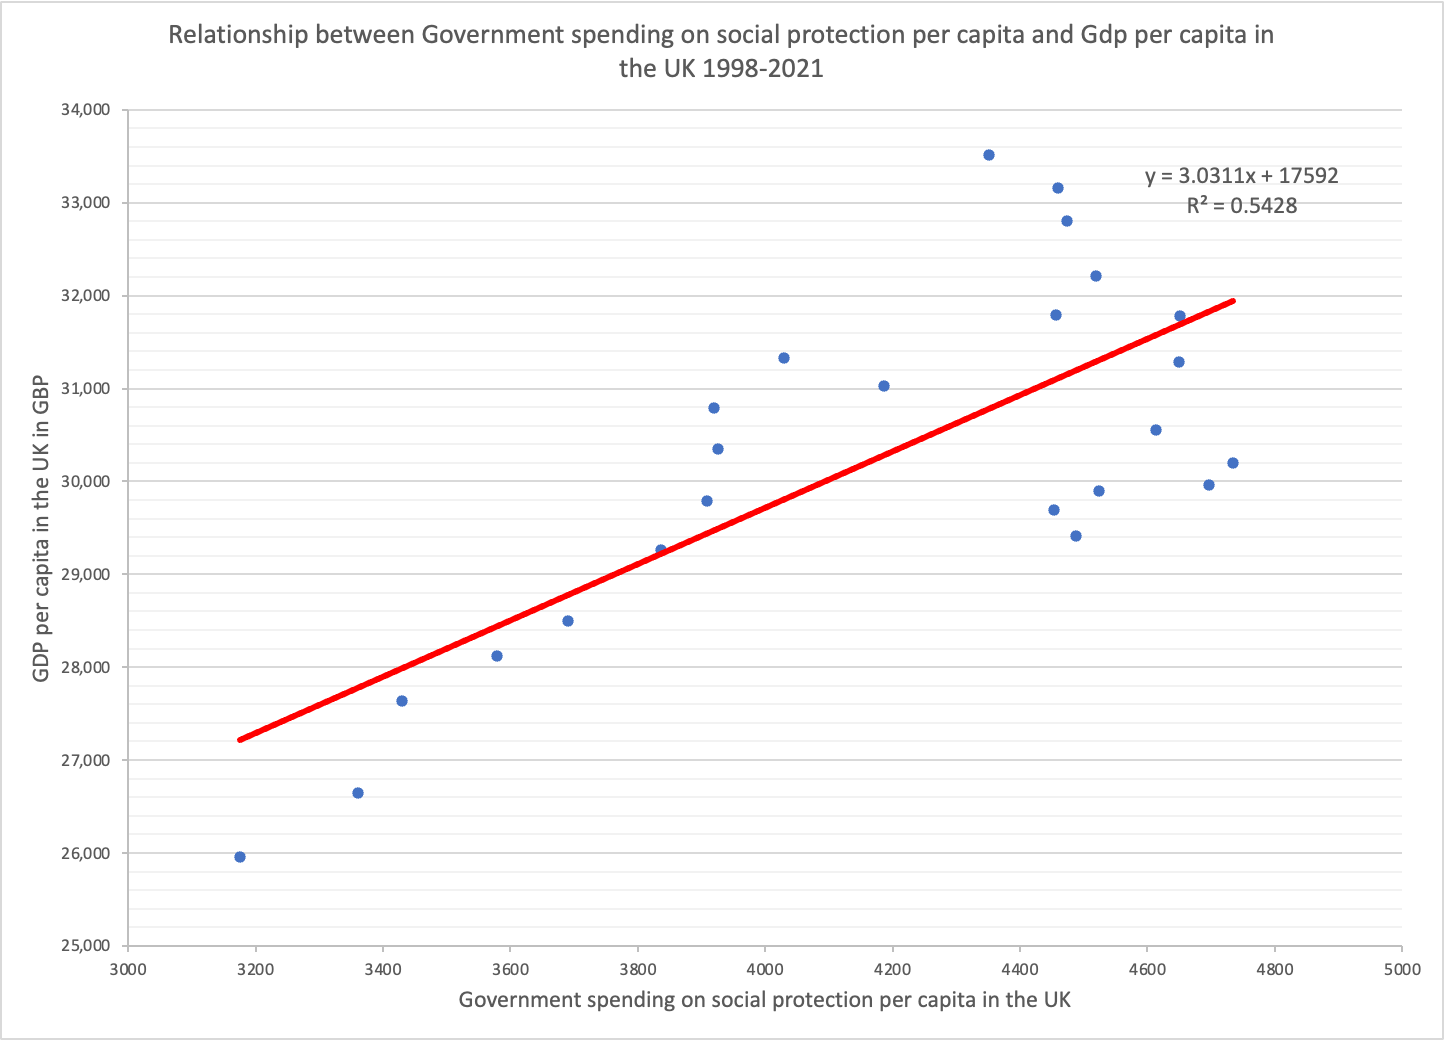 Relationship between Government spending on social protection per capita and Gdp per capita in
the UK 1998-2021
34,000
33,000
32,000
31,000
30,000
29,000
28,000
27,000
26,000
25,000
y = 3.0311x + 17592
R² = 0.5428
GDP per capita in the UK in GBP
3000 3200 3400 3600 3800 4000 4200 4400 4600 4800 5000
Government spending on social protection per capita in the UK